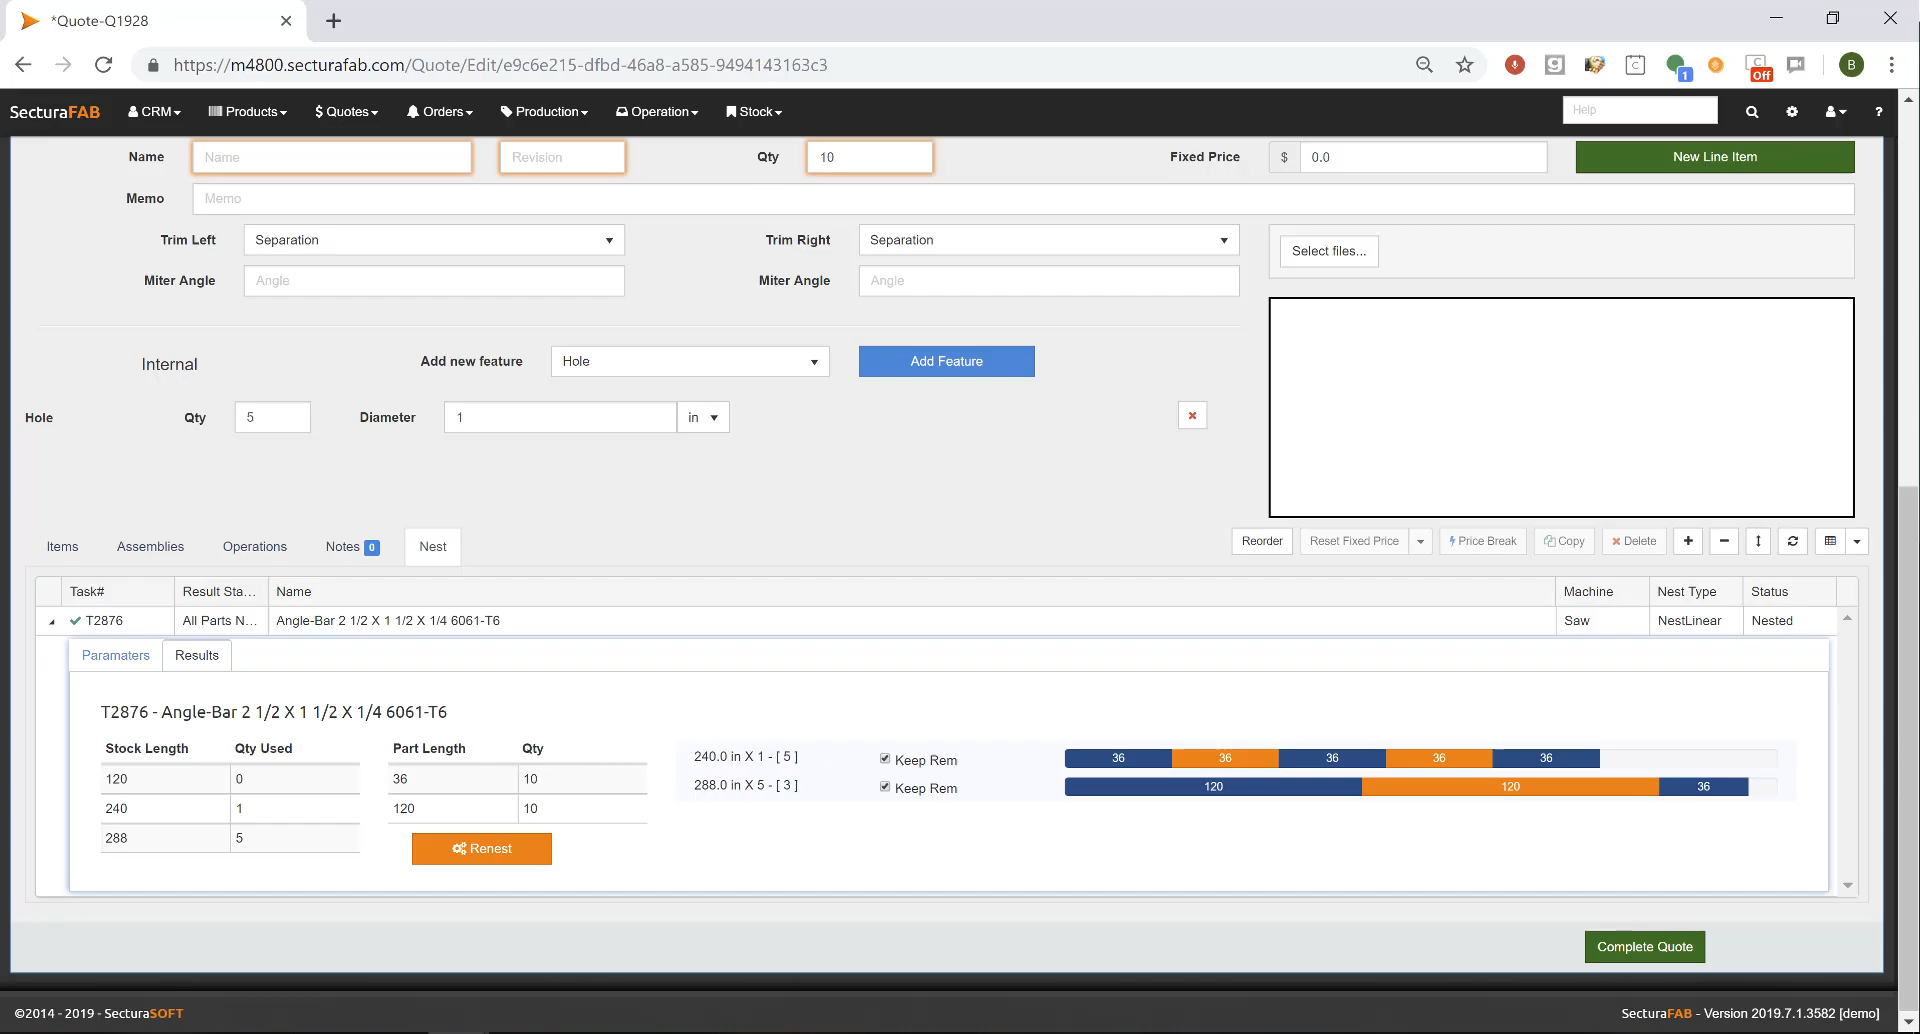 *Quote-Q1928
https://m4800.secturafab.com/Quote/Edit/e9c6e215-dfbd-46a8-a585-9494143163c3
1
Off
B
SecturaFAB CRM Products $ Quotes Orders Production Operation Stock Help ?
Name Name Revision Qty 10 Fixed Price $ 0.0 New Line Item
Memo Memo
Trim Left Separation Trim Right Separation Select files...
Miter Angle Angle Miter Angle Angle
Internal Add new feature Hole Add Feature
Hole Qty 5 Diameter 1 in
Items Assemblies Operations Notes 0 Nest Reorder Reset Fixed Price Price Break Copy Delete
Task# Result Sta... Name Machine Nest Type Status
T2876 All Parts N... Angle-Bar 2 1/2 X 1 1/2 X 1/4 6061-T6 Saw NestLinear Nested
Paramaters Results
T2876 - Angle-Bar 2 1/2 X 1 1/2 X 1/4 6061-T6
Stock Length Qty Used Part Length Qty
240.0 in X 1 - [ 5 ] Keep Rem 36 36 36 36 36
120 0 36 10
288.0 in X 5 - [ 3 ] Keep Rem 120 120 36
240 1 120 10
288 5
Renest
Complete Quote
©2014 - 2019 - SecturaSOFT SecturaFAB - Version 2019.7.1.3582 [demo]